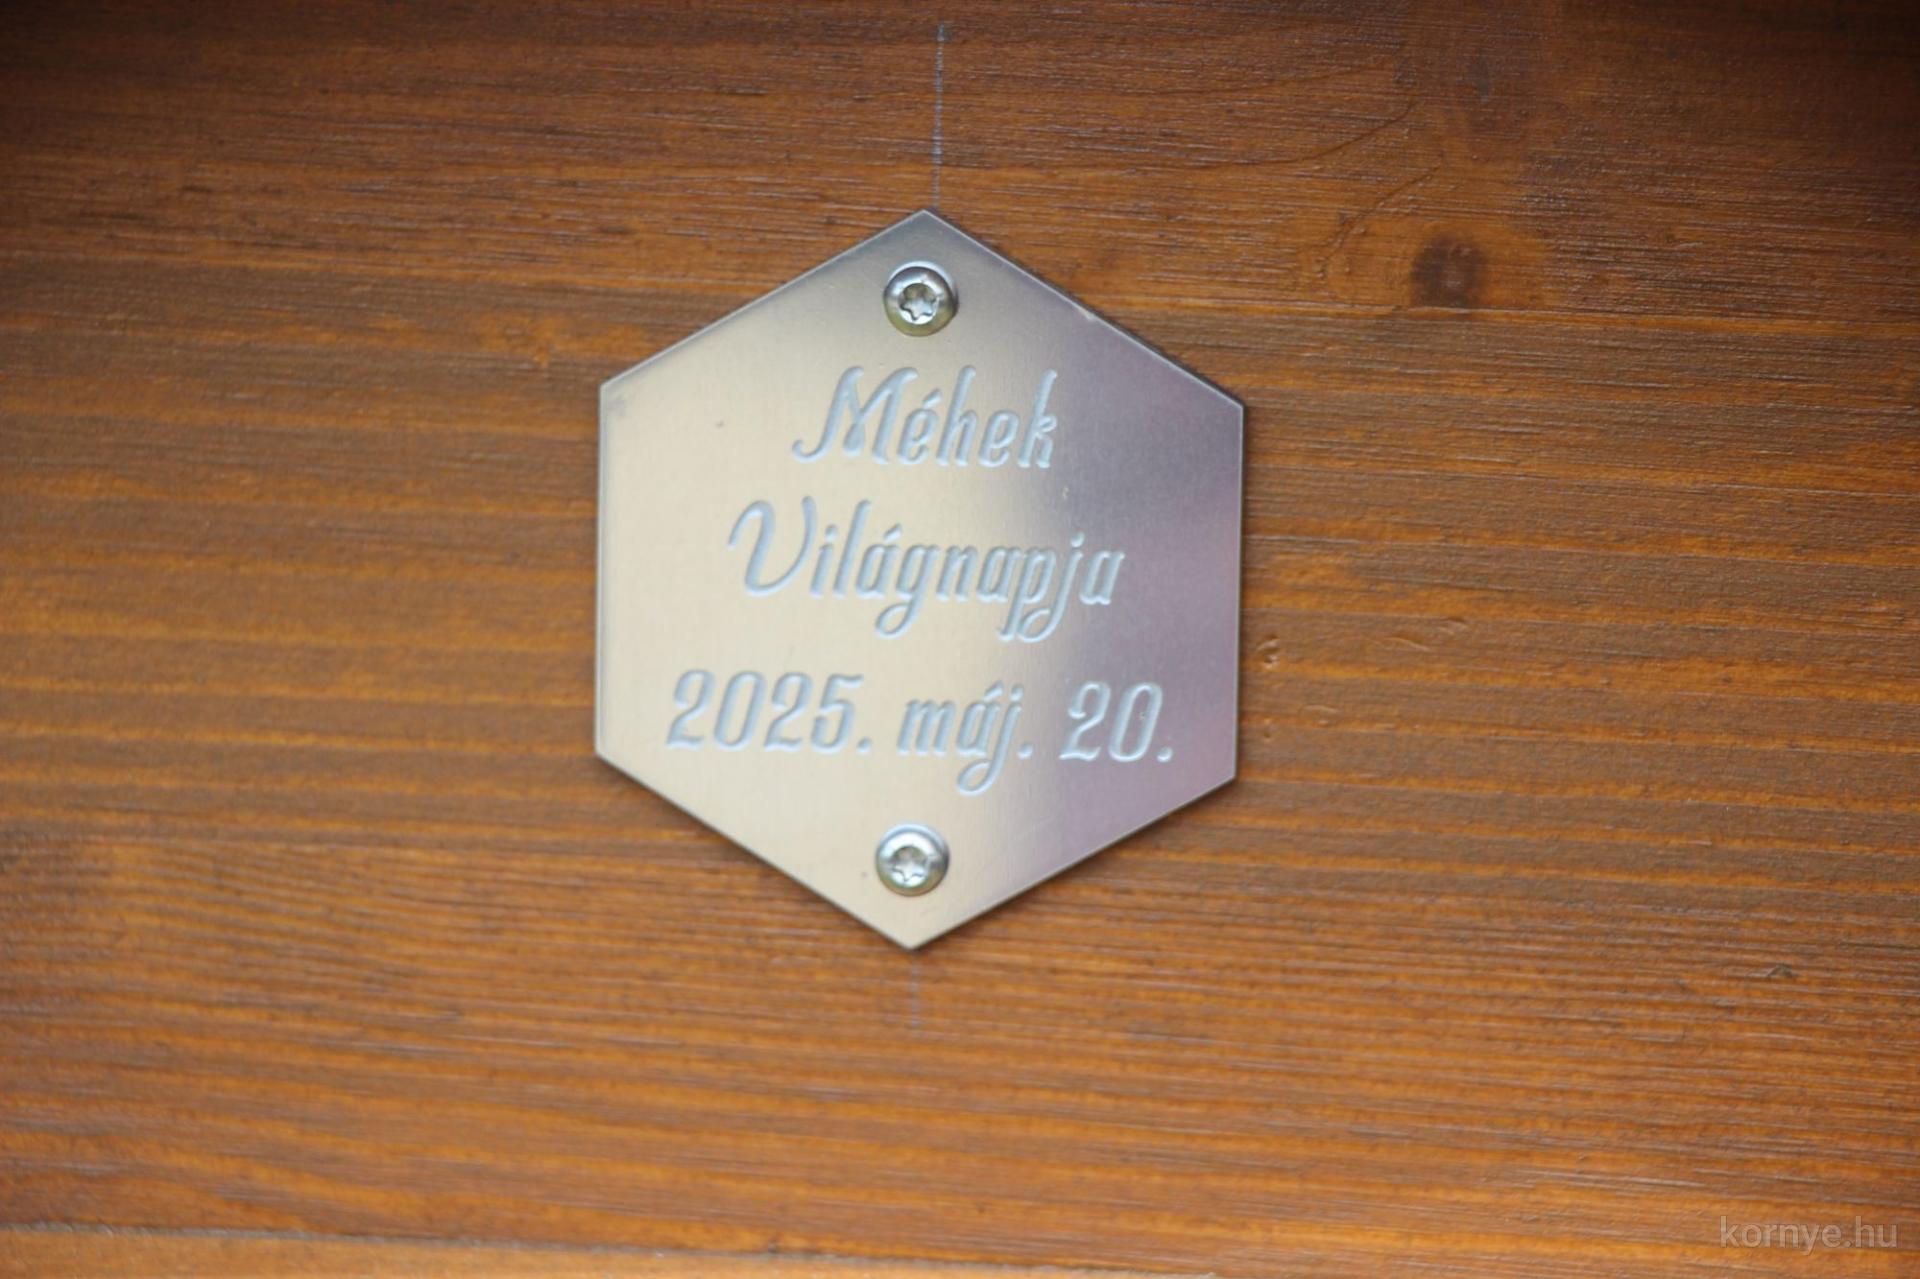 Méhek
Világnapja
2025. máj. 20.
kornye.hu